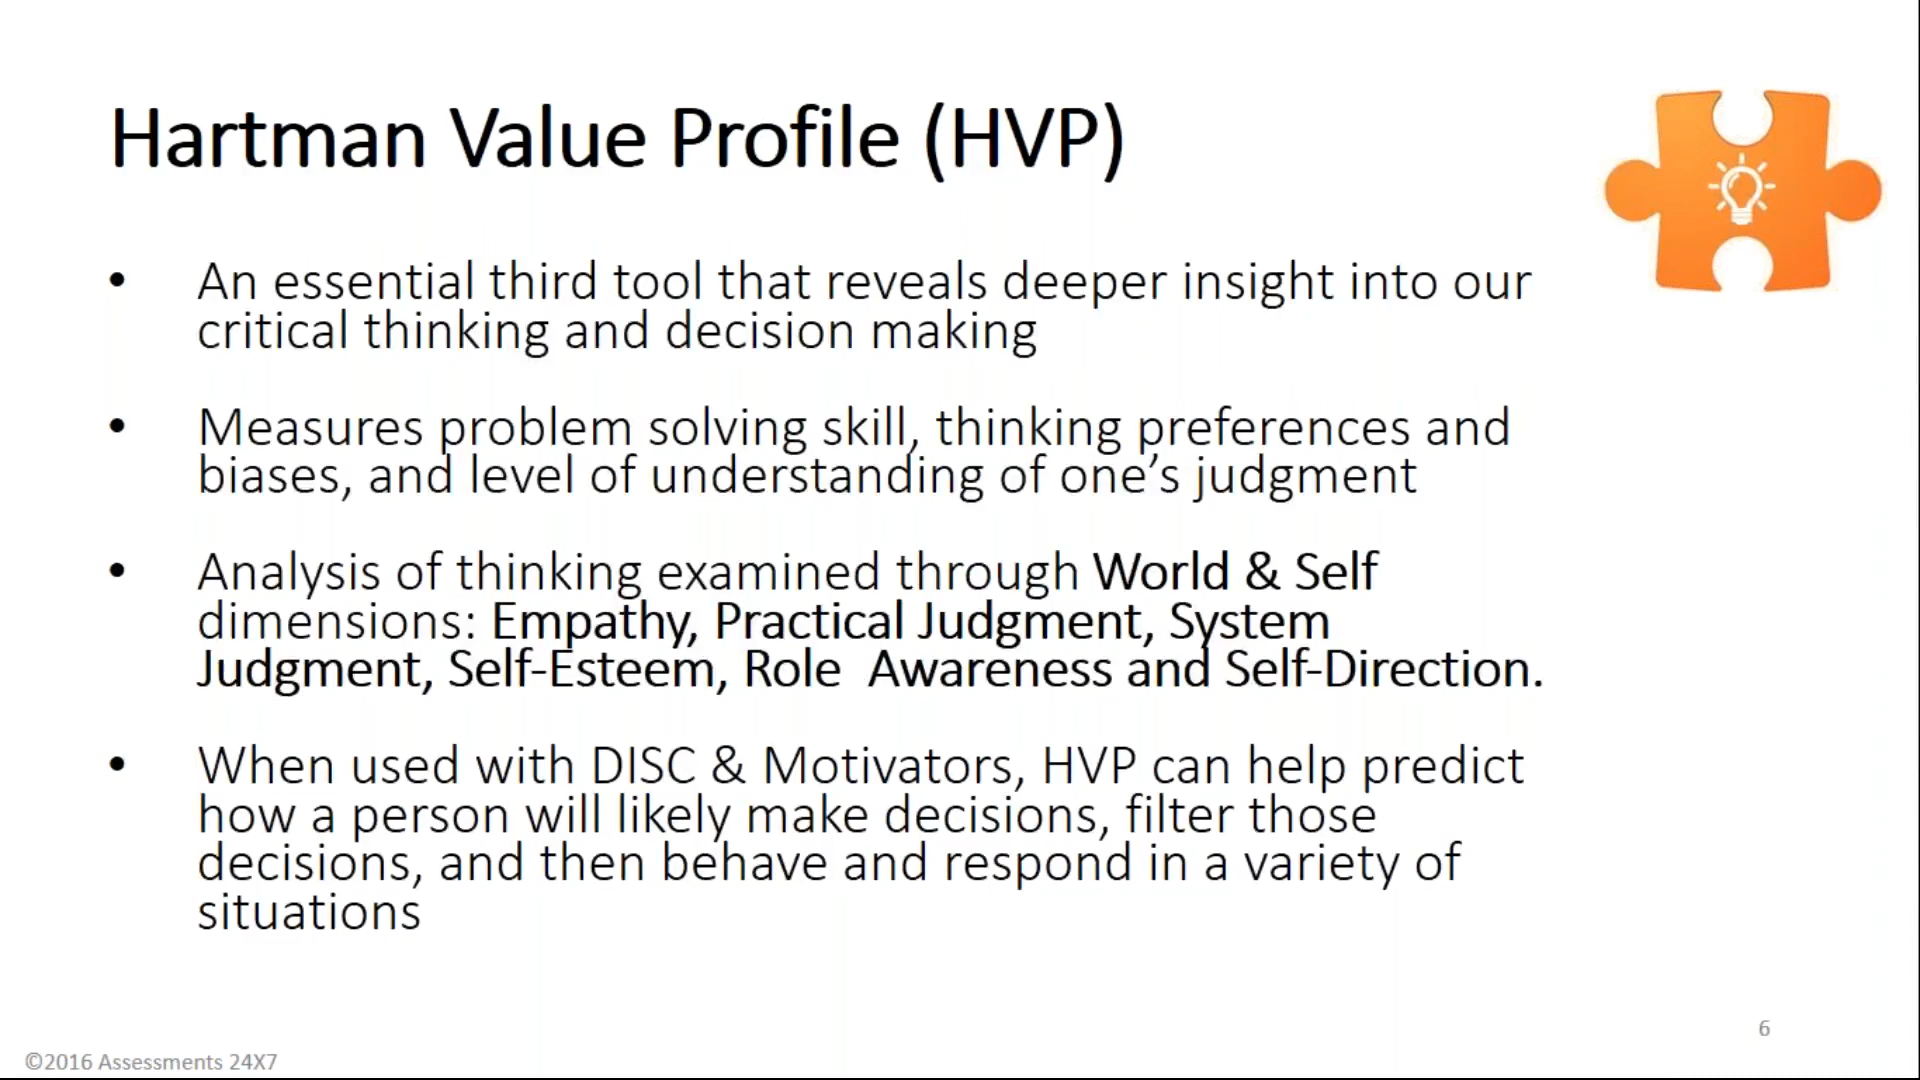 Hartman Value Profile (HVP)
• An essential third tool that reveals deeper insight into our
critical thinking and decision making
• Measures problem solving skill, thinking preferences and
biases, and level of understanding of one’s judgment
• Analysis of thinking examined through World & Self
dimensions: Empathy, Practical Judgment, System
Judgment, Self-Esteem, Role  Awareness and Self-Direction.
• When used with DISC & Motivators, HVP can help predict
how a person will likely make decisions, filter those
decisions, and then behave and respond in a variety of
situations
6
©2016 Assessments 24X7